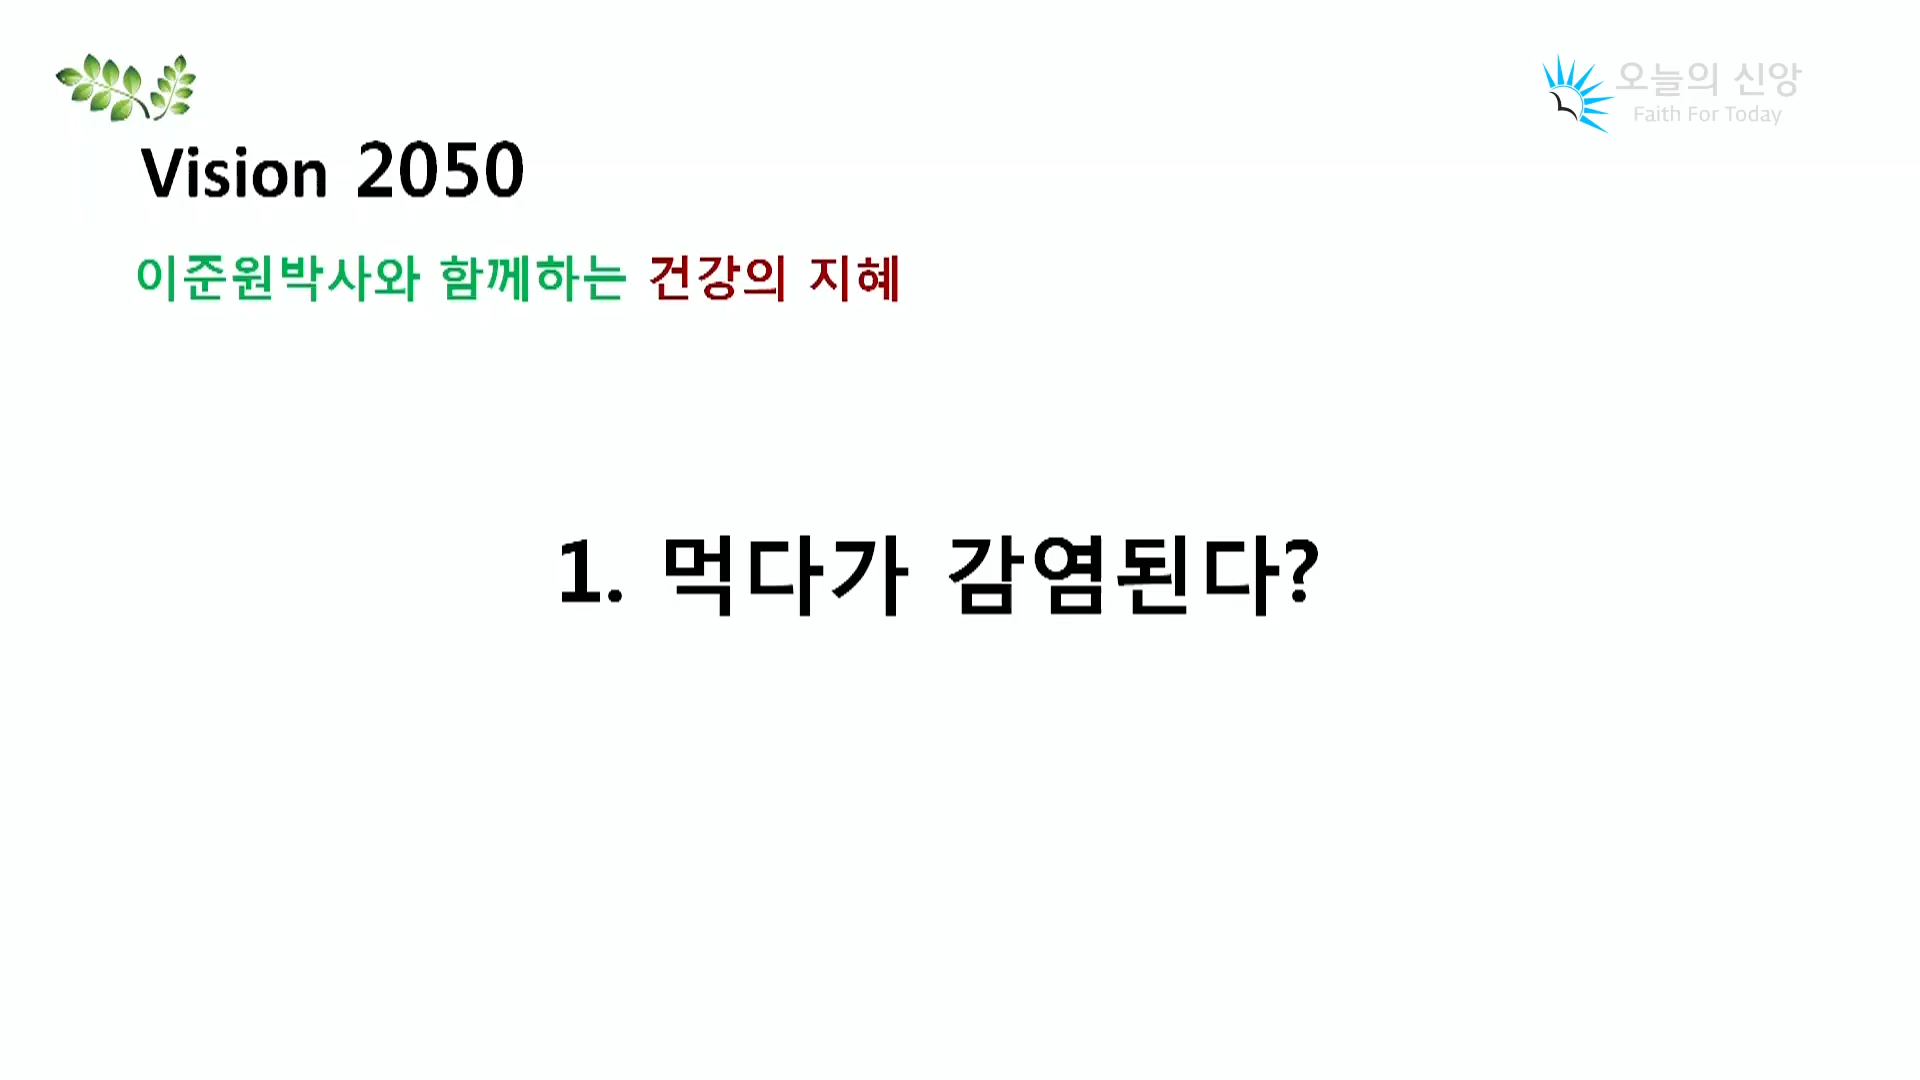 오늘의 신앙
Faith For Today
Vision 2050
이준원박사와 함께하는 건강의 지혜
1. 먹다가 감염된다?